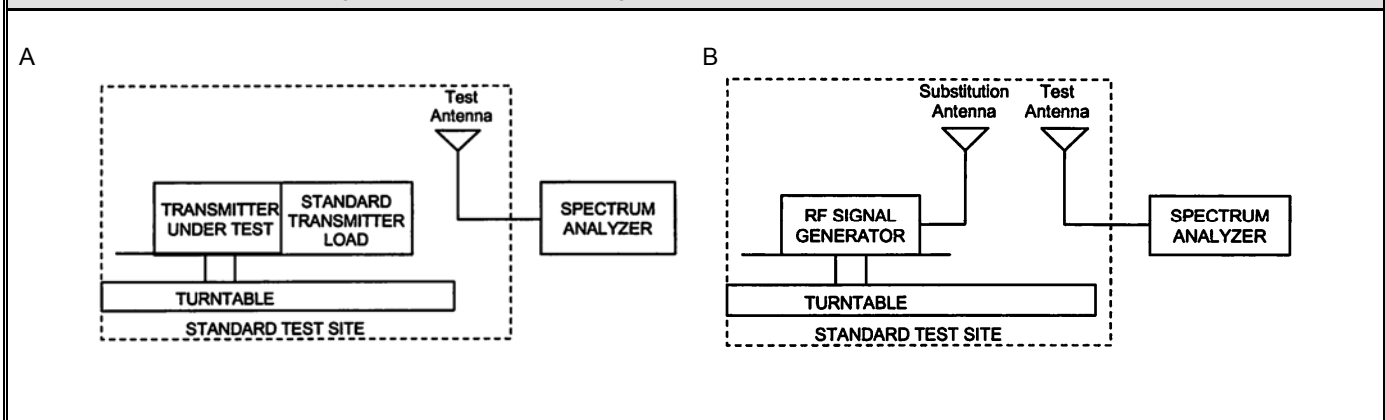 A
Test
Antenna
TRANSMITTER
UNDER TEST
STANDARD
TRANSMITTER
LOAD
SPECTRUM
ANALYZER
TURNTABLE
STANDARD TEST SITE
B
Substitution
Antenna
Test
Antenna
RF SIGNAL
GENERATOR
SPECTRUM
ANALYZER
TURNTABLE
STANDARD TEST SITE